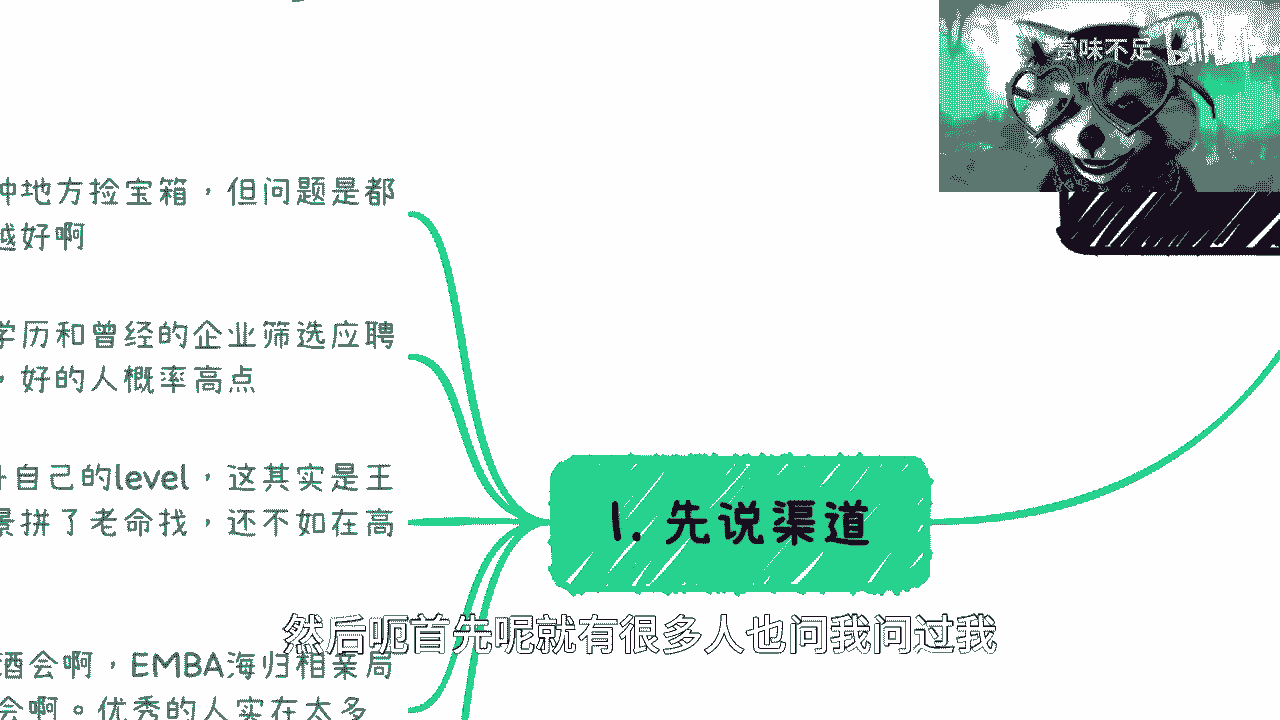 赏味不足
种地方捡宝箱，但问题是都
越好啊
学历和曾经的企业筛选应聘
，好的人概率高点
升自己的level，这其实是王
景拼了老命找，还不如在高
1. 先说渠道
然后呃首先呢就有很多人也问我问过我
酒会啊，EMBA海归相亲局
会啊。优秀的人实在太多